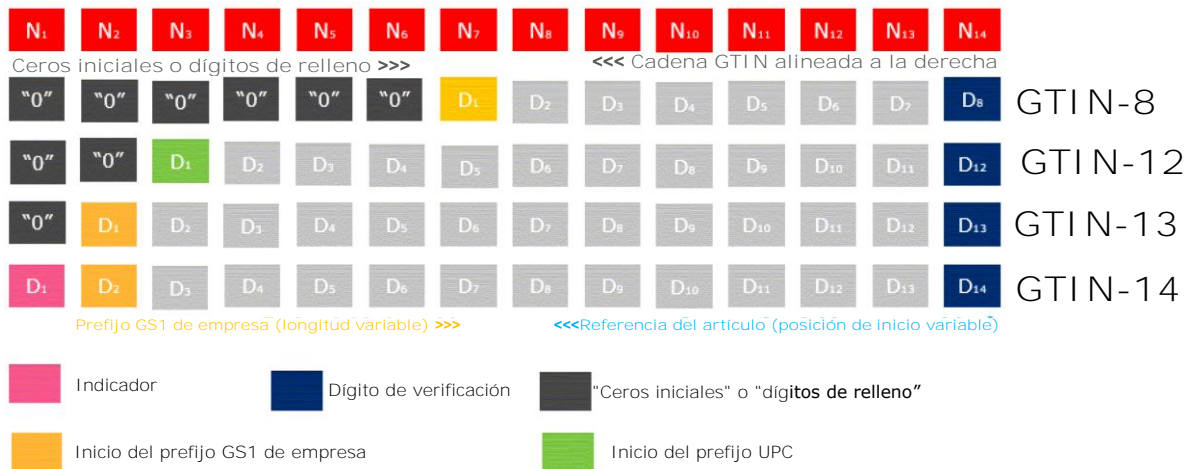 N₁ N₂ N₃ N₄ N₅ N₆ N₇ N₈ N₉ N₁₀ N₁₁ N₁₂ N₁₃ N₁₄
Ceros iniciales o dígitos de relleno >>> <<< Cadena GTIN alineada a la derecha
"0" "0" "0" "0" "0" "0" D₁ D₂ D₃ D₄ D₅ D₆ D₇ D₈ GTIN-8
"0" "0" D₁ D₂ D₃ D₄ D₅ D₆ D₇ D₈ D₉ D₁₀ D₁₁ D₁₂ GTIN-12
"0" D₁ D₂ D₃ D₄ D₅ D₆ D₇ D₈ D₉ D₁₀ D₁₁ D₁₂ D₁₃ GTIN-13
D₁ D₂ D₃ D₄ D₅ D₆ D₇ D₈ D₉ D₁₀ D₁₁ D₁₂ D₁₃ D₁₄ GTIN-14
Prefijo GS1 de empresa (longitud variable) >>> <<<Referencia del artículo (posición de inicio variable)
Indicador Dígito de verificación "Ceros iniciales" o "dígitos de relleno"
Inicio del prefijo GS1 de empresa Inicio del prefijo UPC